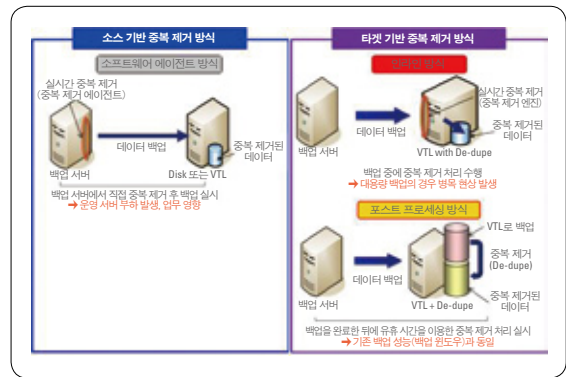 소스 기반 중복 제거 방식
소프트웨어 에이전트 방식
실시간 중복 제거
(중복 제거 에이전트)
데이터 백업
중복 제거된
데이터
백업 서버
Disk 또는 VTL
백업 서버에서 직접 중복 제거 후 백업 실시
→ 운영 서버 부하 발생, 업무 영향
타겟 기반 중복 제거 방식
인라인 방식
실시간 중복 제거
(중복 제거 엔진)
데이터 백업
중복 제거된
데이터
백업 서버
VTL with De-dupe
백업 중에 중복 제거 처리 수행
→ 대용량 백업의 경우 병목 현상 발생
포스트 프로세싱 방식
VTL로 백업
중복 제거
(De-dupe)
데이터 백업
중복 제거된
데이터
백업 서버
VTL + De-dupe
백업을 완료한 뒤에 유휴 시간을 이용한 중복 제거 처리 실시
→ 기존 백업 성능(백업 윈도우)과 동일